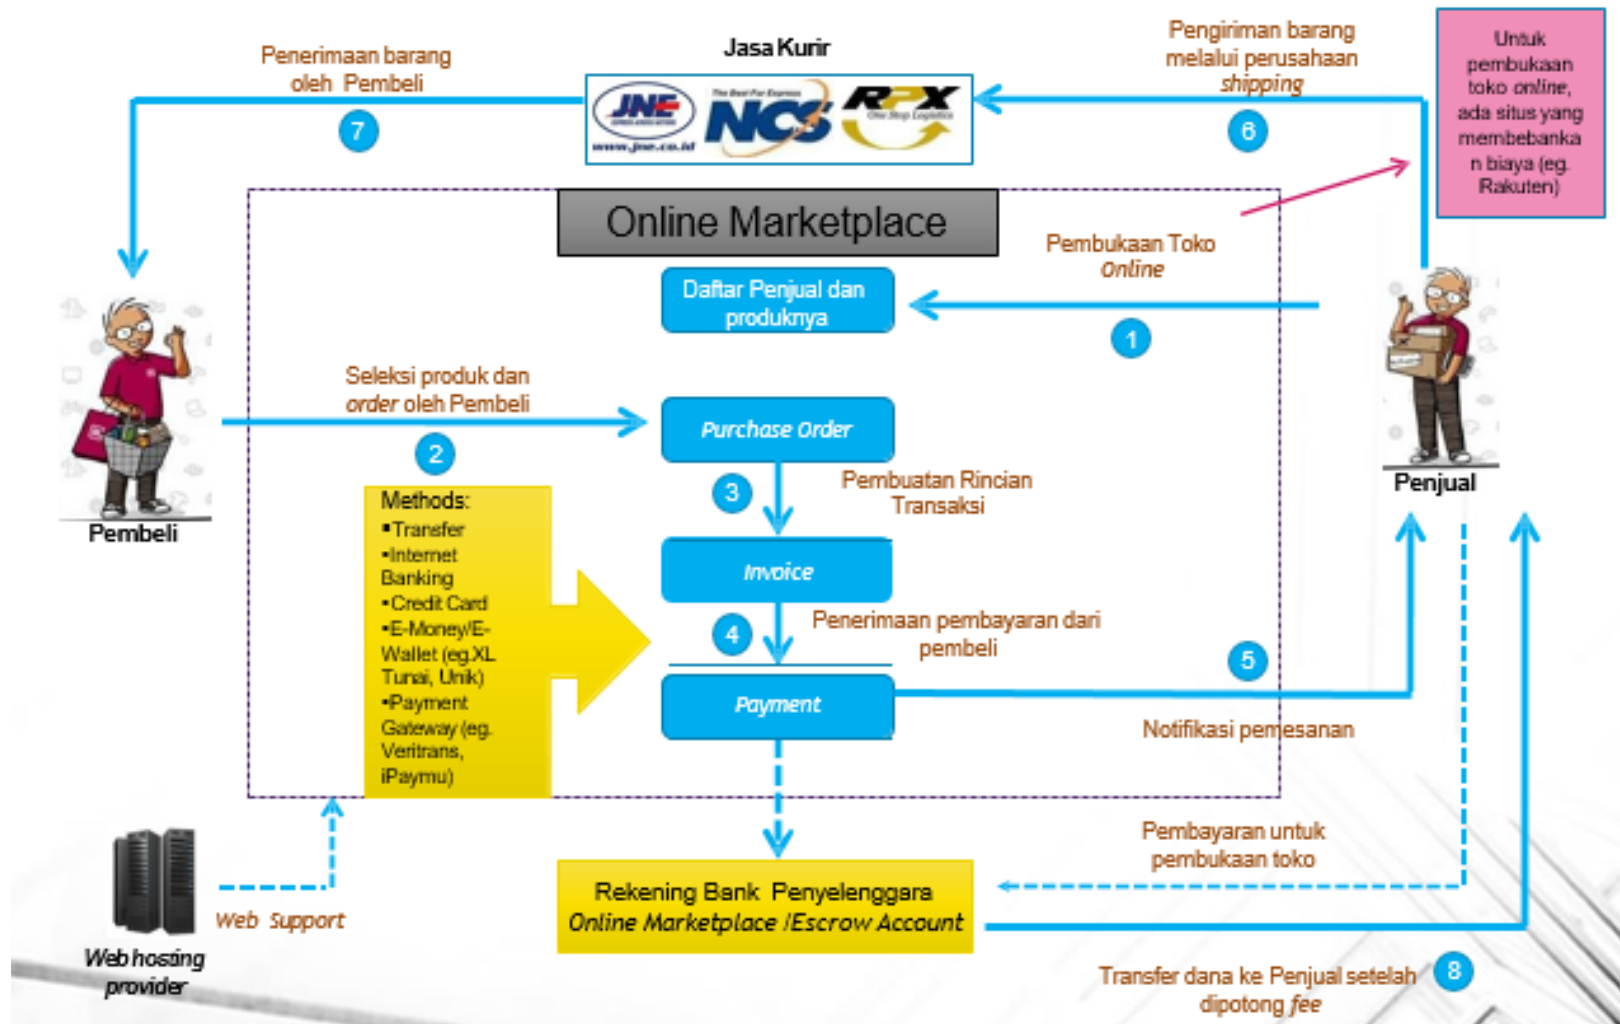 Penerimaan barang
oleh Pembeli
7
Jasa Kurir
JNE
www.jne.co.id
NCS
RPX
One Stop Logistics
Pengiriman barang
melalui perusahaan
shipping
6
Untuk
pembukaan
toko online,
ada situs yang
membebanka
n biaya (eg.
Rakuten)
Online Marketplace
Pembukaan Toko
Online
1
Daftar Penjual dan
produknya
Seleksi produk dan
order oleh Pembeli
2
Purchase Order
Pembeli
Penjual
3
Pembuatan Rincian
Transaksi
Methods:
▪Transfer
▪Internet
Banking
▪Credit Card
▪E-Money/E-
Wallet (eg.XL
Tunai, Unik)
▪Payment
Gateway (eg.
Veritrans,
iPaymu)
Invoice
4
Penerimaan pembayaran dari
pembeli
Payment
5
Notifikasi pemesanan
Pembayaran untuk
pembukaan toko
Web Support
Web hosting
provider
Rekening Bank Penyelenggara
Online Marketplace /Escrow Account
Transfer dana ke Penjual setelah
dipotong fee
8